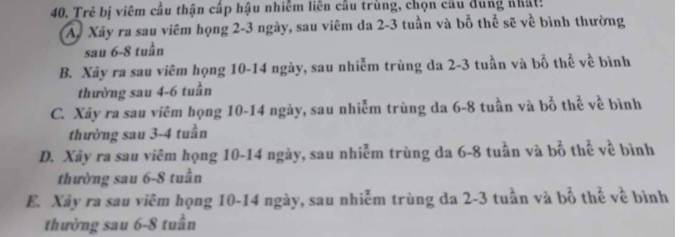 40. Trẻ bị viêm cầu thận cấp hậu nhiễm liên cầu trùng, chọn câu đúng nhất:
A. Xảy ra sau viêm họng 2-3 ngày, sau viêm da 2-3 tuần và bổ thể sẽ về bình thường
sau 6-8 tuần
B. Xảy ra sau viêm họng 10-14 ngày, sau nhiễm trùng da 2-3 tuần và bổ thể về bình
thường sau 4-6 tuần
C. Xảy ra sau viêm họng 10-14 ngày, sau nhiễm trùng da 6-8 tuần và bổ thể về bình
thường sau 3-4 tuần
D. Xảy ra sau viêm họng 10-14 ngày, sau nhiễm trùng da 6-8 tuần và bổ thể về bình
thường sau 6-8 tuần
E. Xảy ra sau viêm họng 10-14 ngày, sau nhiễm trùng da 2-3 tuần và bổ thể về bình
thường sau 6-8 tuần